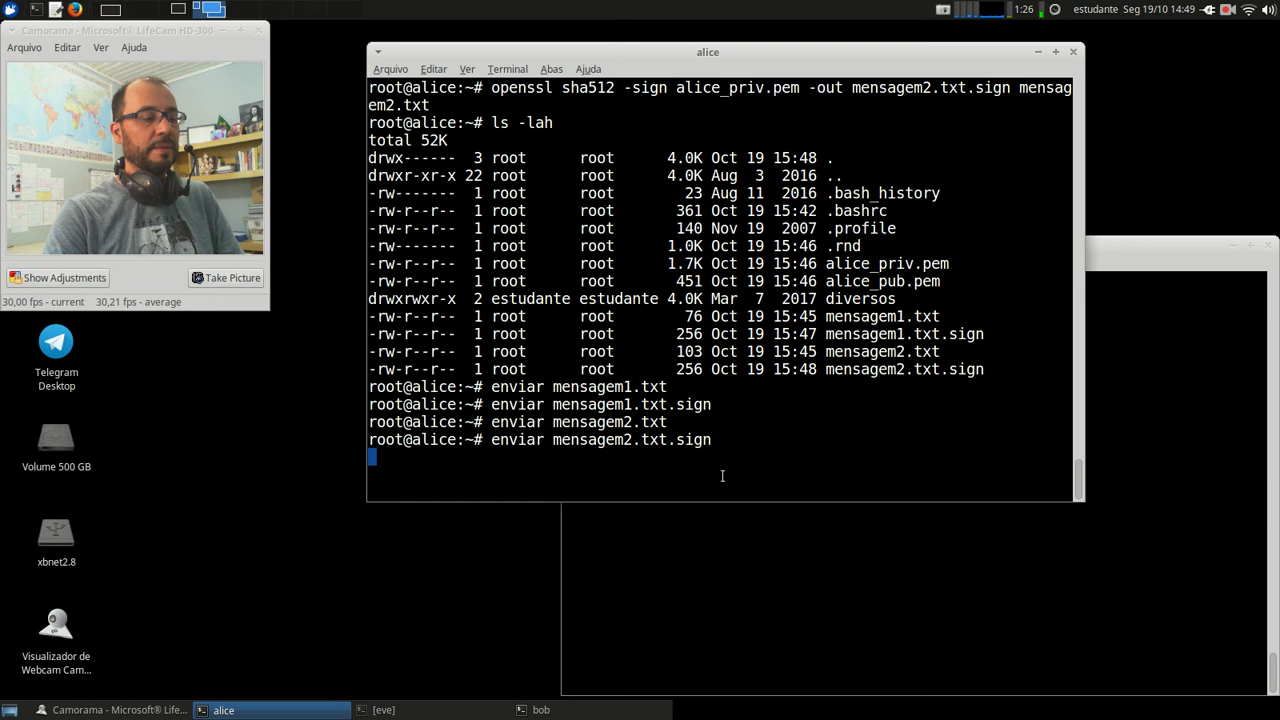 1:26
estudante Seg 19/10 14:49
Camorama - Microsoft® LifeCam HD-300
Arquivo Editar Ver Ajuda
Show Adjustments
Take Picture
30,00 fps - current 30,21 fps - average
Telegram
Desktop
Volume 500 GB
xbnet2.8
Visualizador de
Webcam Cam...
alice
Arquivo Editar Ver Terminal Abas Ajuda
root@alice:~# openssl sha512 -sign alice_priv.pem -out mensagem2.txt.sign mensag
em2.txt
root@alice:~# ls -lah
total 52K
drwx------ 3 root root 4.0K Oct 19 15:48 .
drwxr-xr-x 22 root root 4.0K Aug 3 2016 ..
-rw------- 1 root root 23 Aug 11 2016 .bash_history
-rw-r--r-- 1 root root 361 Oct 19 15:42 .bashrc
-rw-r--r-- 1 root root 140 Nov 19 2007 .profile
-rw------- 1 root root 1.0K Oct 19 15:46 .rnd
-rw-r--r-- 1 root root 1.7K Oct 19 15:46 alice_priv.pem
-rw-r--r-- 1 root root 451 Oct 19 15:46 alice_pub.pem
drwxrwxr-x 2 estudante estudante 4.0K Mar 7 2017 diversos
-rw-r--r-- 1 root root 76 Oct 19 15:45 mensagem1.txt
-rw-r--r-- 1 root root 256 Oct 19 15:47 mensagem1.txt.sign
-rw-r--r-- 1 root root 103 Oct 19 15:45 mensagem2.txt
-rw-r--r-- 1 root root 256 Oct 19 15:48 mensagem2.txt.sign
root@alice:~# enviar mensagem1.txt
root@alice:~# enviar mensagem1.txt.sign
root@alice:~# enviar mensagem2.txt
root@alice:~# enviar mensagem2.txt.sign
Camorama - Microsoft® LifeCa...
alice
[eve]
bob